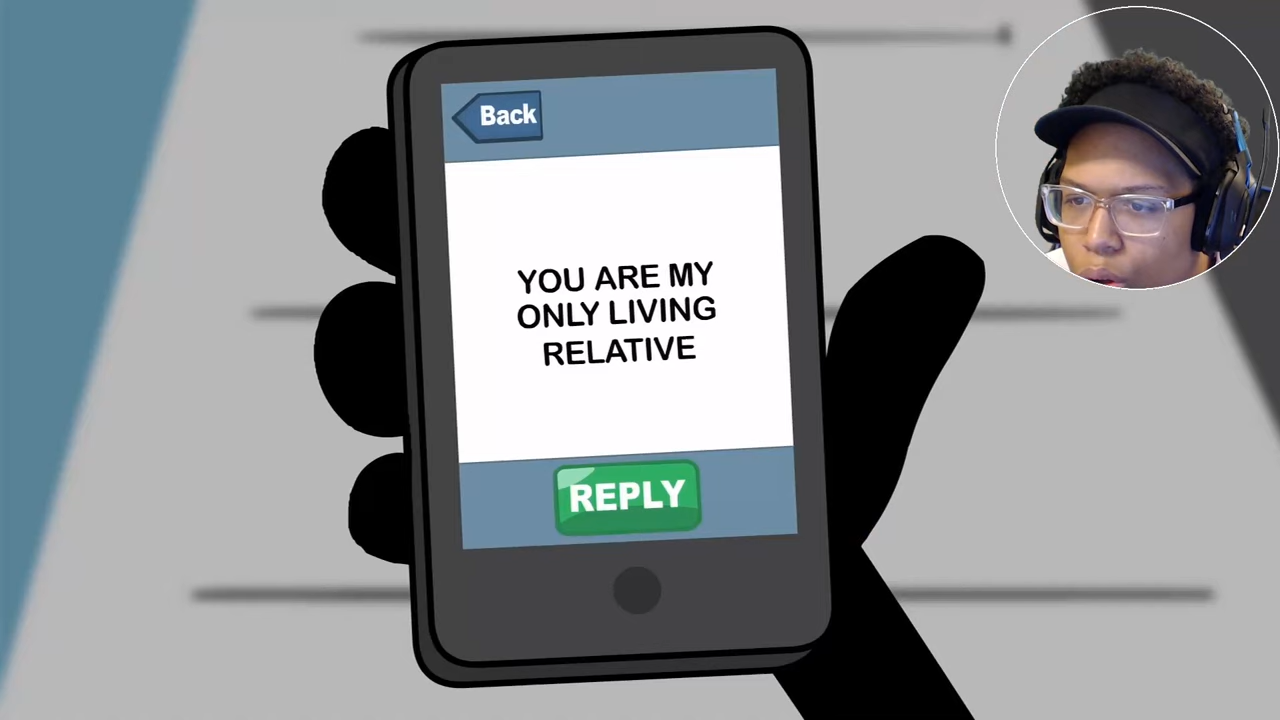 Back
YOU ARE MY
ONLY LIVING
RELATIVE
REPLY